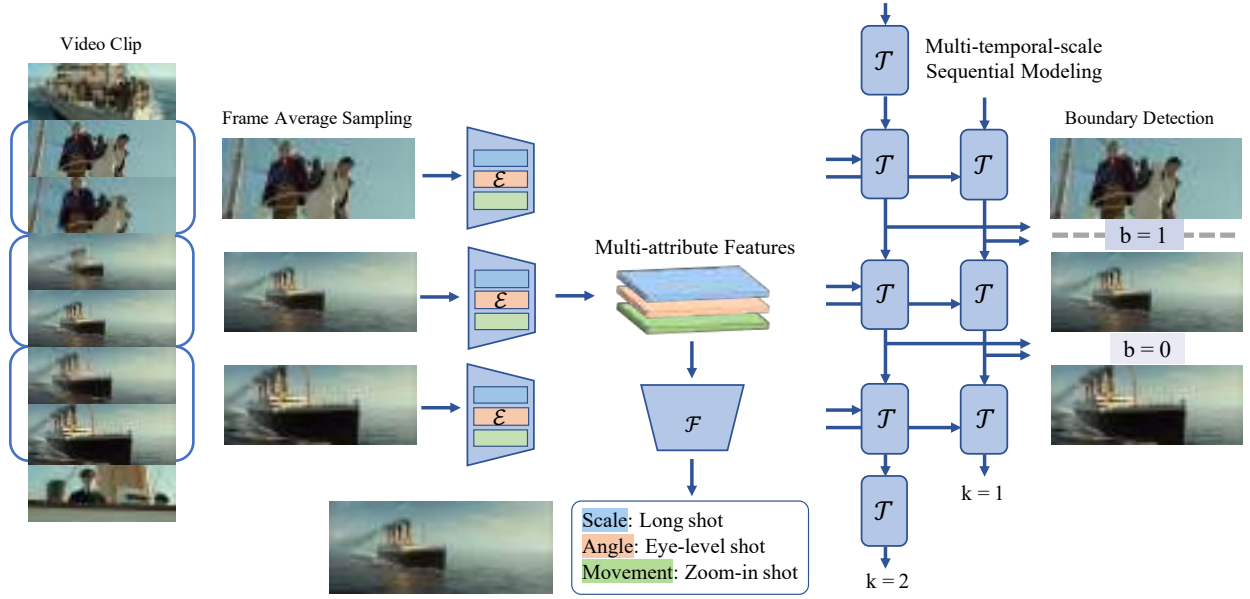 Video Clip
Frame Average Sampling
ℰ
ℰ
ℰ
Multi-attribute Features
ℱ
Scale: Long shot
Angle: Eye-level shot
Movement: Zoom-in shot
Multi-temporal-scale
Sequential Modeling
𝒯
𝒯 𝒯
𝒯 𝒯
𝒯 𝒯
𝒯
k = 1
k = 2
Boundary Detection
b = 1
b = 0